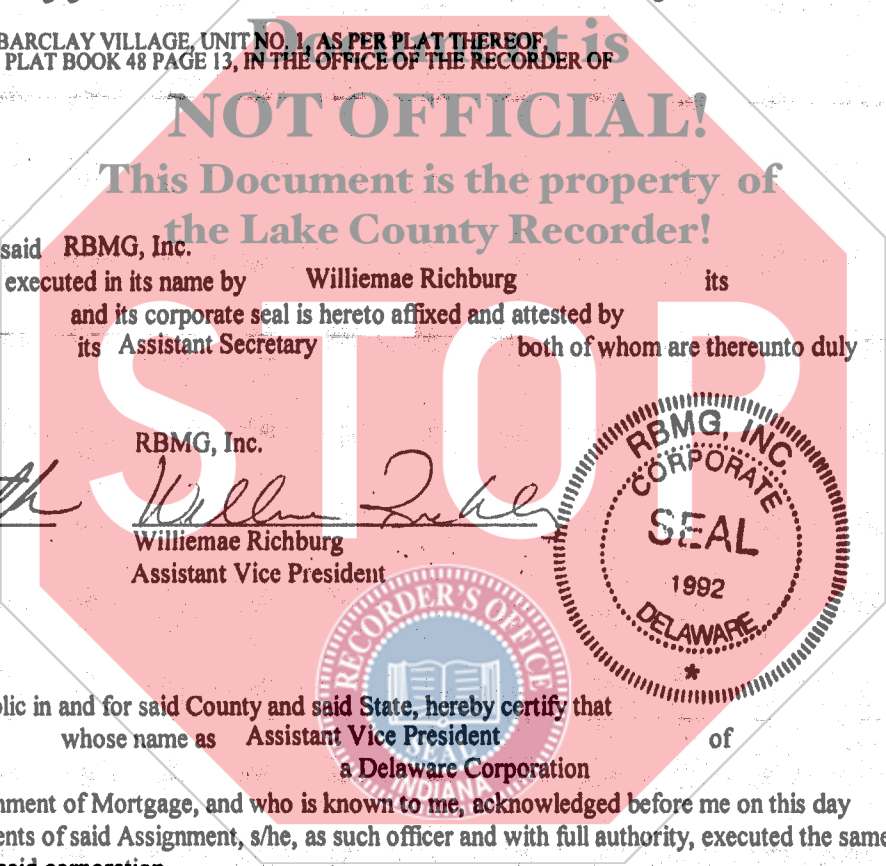 Document is
BARCLAY VILLAGE, UNIT NO. 1, AS PER PLAT THEREOF,
PLAT BOOK 48 PAGE 13, IN THE OFFICE OF THE RECORDER OF
NOT OFFICIAL!
This Document is the property of
the Lake County Recorder!
said RBMG, Inc.
executed in its name by Williemae Richburg its
and its corporate seal is hereto affixed and attested by
its Assistant Secretary both of whom are thereunto duly
STOP
RBMG, Inc.
Williemae Richburg
Assistant Vice President
RBMG, INC.
CORPORATE
SEAL
1992
DELAWARE
*
RECORDER'S OFFICE
SEAL
INDIANA
lic in and for said County and said State, hereby certify that
whose name as Assistant Vice President of
a Delaware Corporation
nment of Mortgage, and who is known to me, acknowledged before me on this day
ents of said Assignment, s/he, as such officer and with full authority, executed the same
said corporation